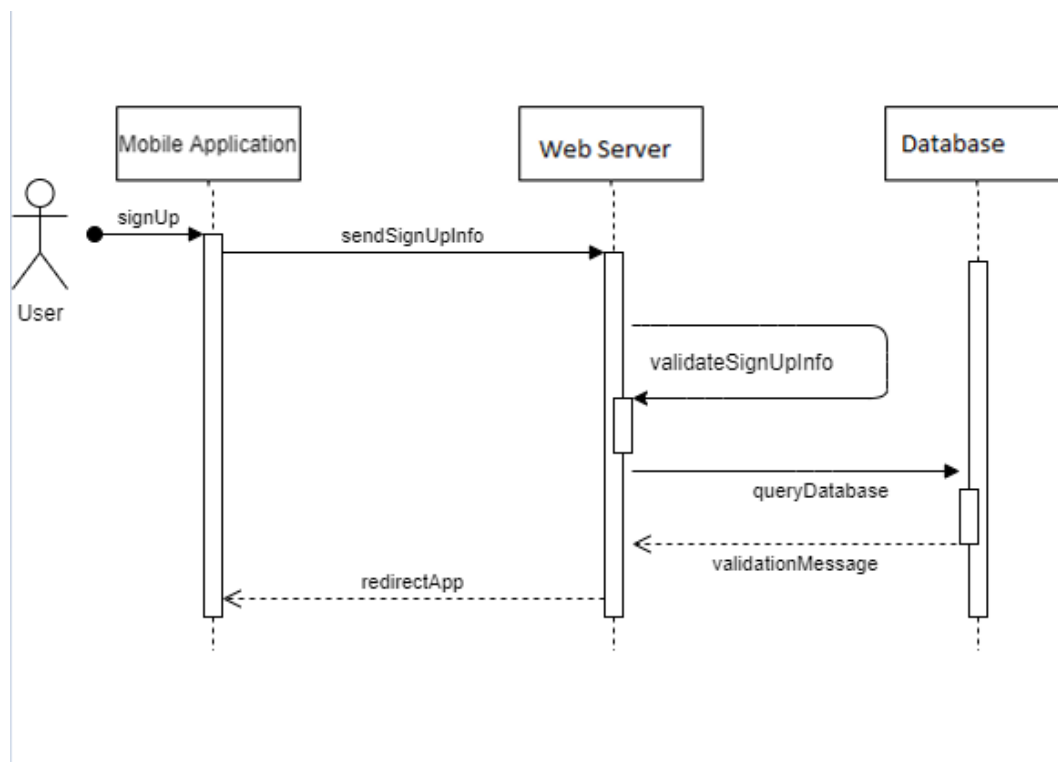 Mobile Application
Web Server
Database
signUp
sendSignUpInfo
User
validateSignUpInfo
queryDatabase
validationMessage
redirectApp